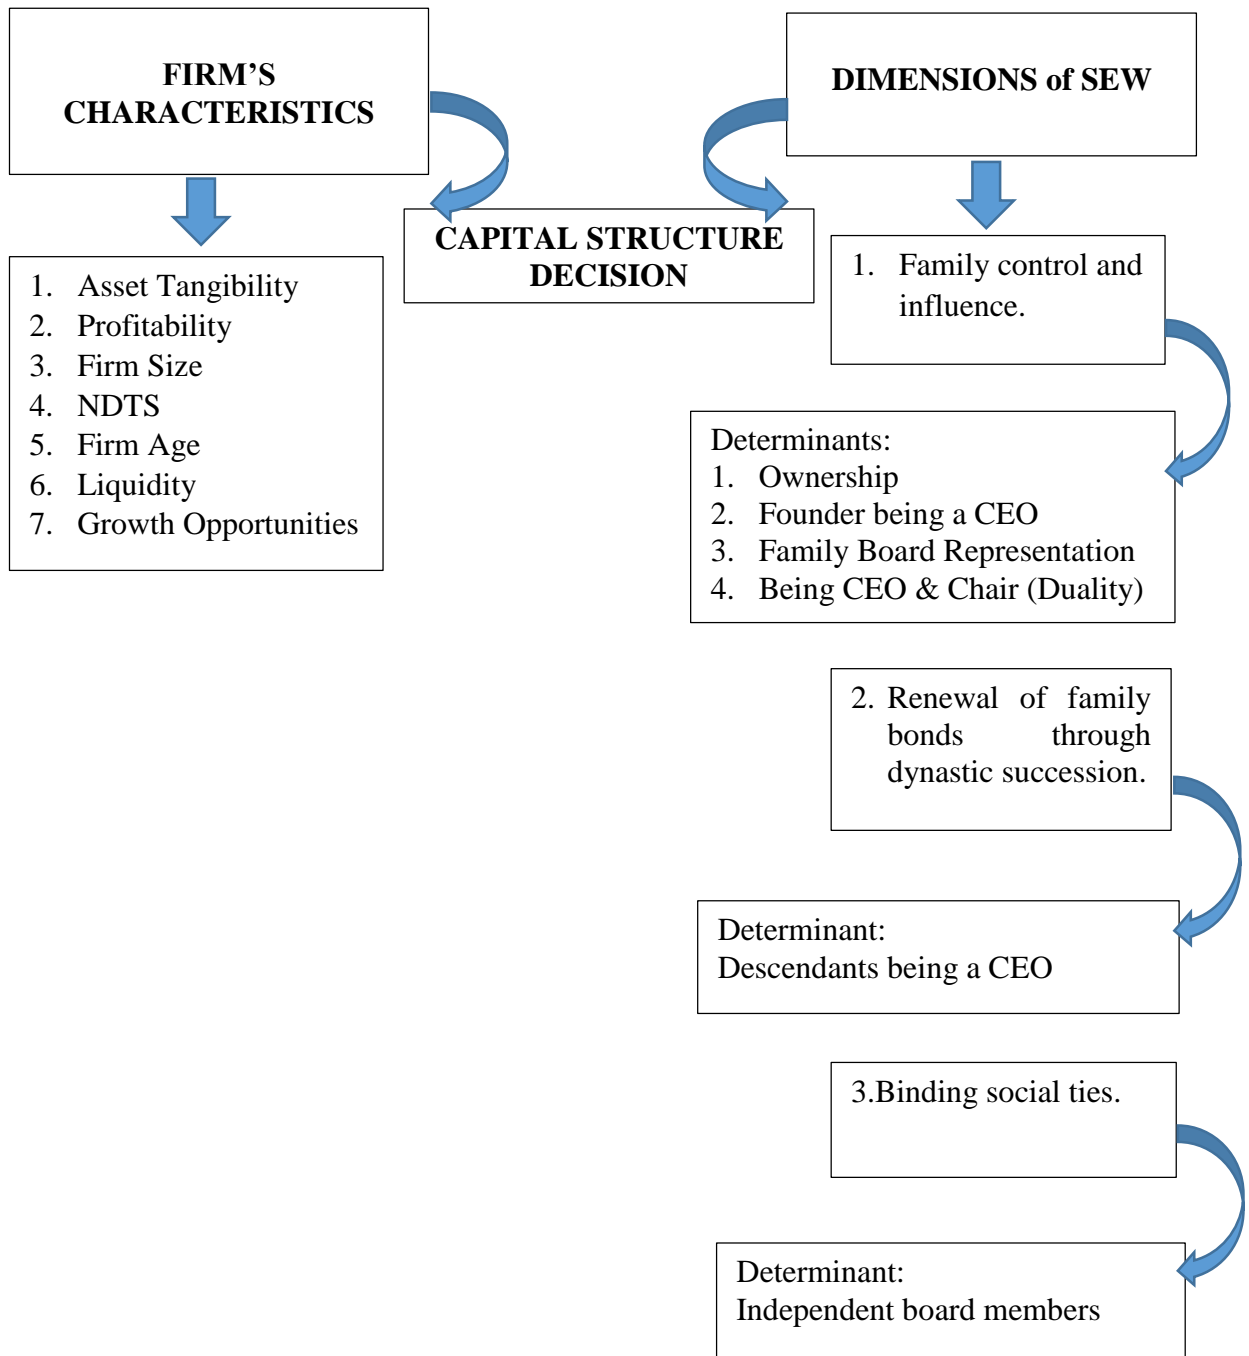 FIRM’S
CHARACTERISTICS
DIMENSIONS of SEW
CAPITAL STRUCTURE
DECISION
1. Asset Tangibility
2. Profitability
3. Firm Size
4. NDTS
5. Firm Age
6. Liquidity
7. Growth Opportunities
1. Family control and
influence.
Determinants:
1. Ownership
2. Founder being a CEO
3. Family Board Representation
4. Being CEO & Chair (Duality)
2. Renewal of family
bonds through
dynastic succession.
Determinant:
Descendants being a CEO
3.Binding social ties.
Determinant:
Independent board members